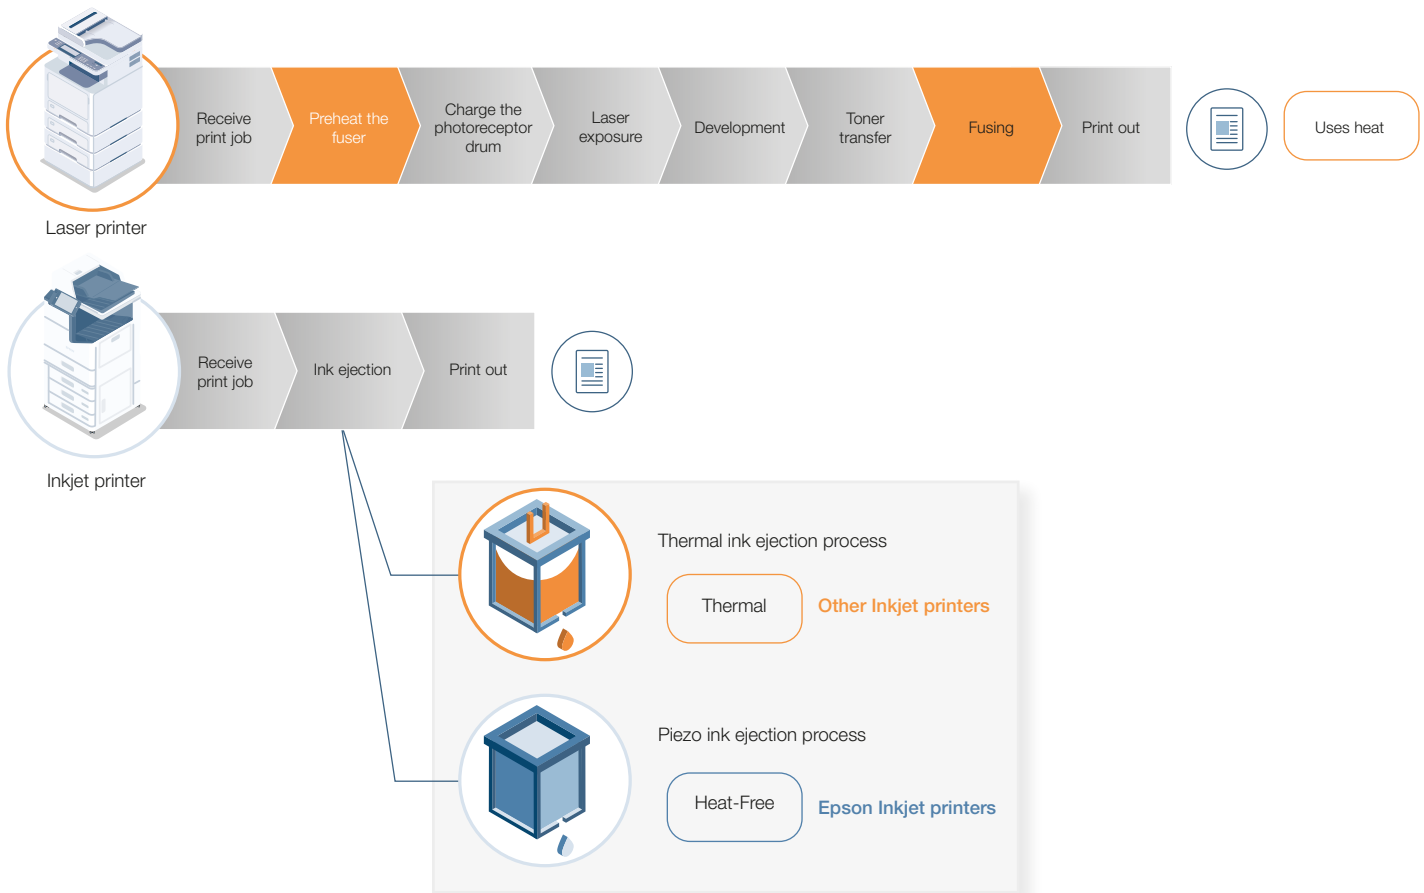 Receive
print job
Preheat the
fuser
Charge the
photoreceptor
drum
Laser
exposure
Development
Toner
transfer
Fusing
Print out
Uses heat
Laser printer
Receive
print job
Ink ejection
Print out
Inkjet printer
Thermal ink ejection process
Thermal
Other Inkjet printers
Piezo ink ejection process
Heat-Free
Epson Inkjet printers